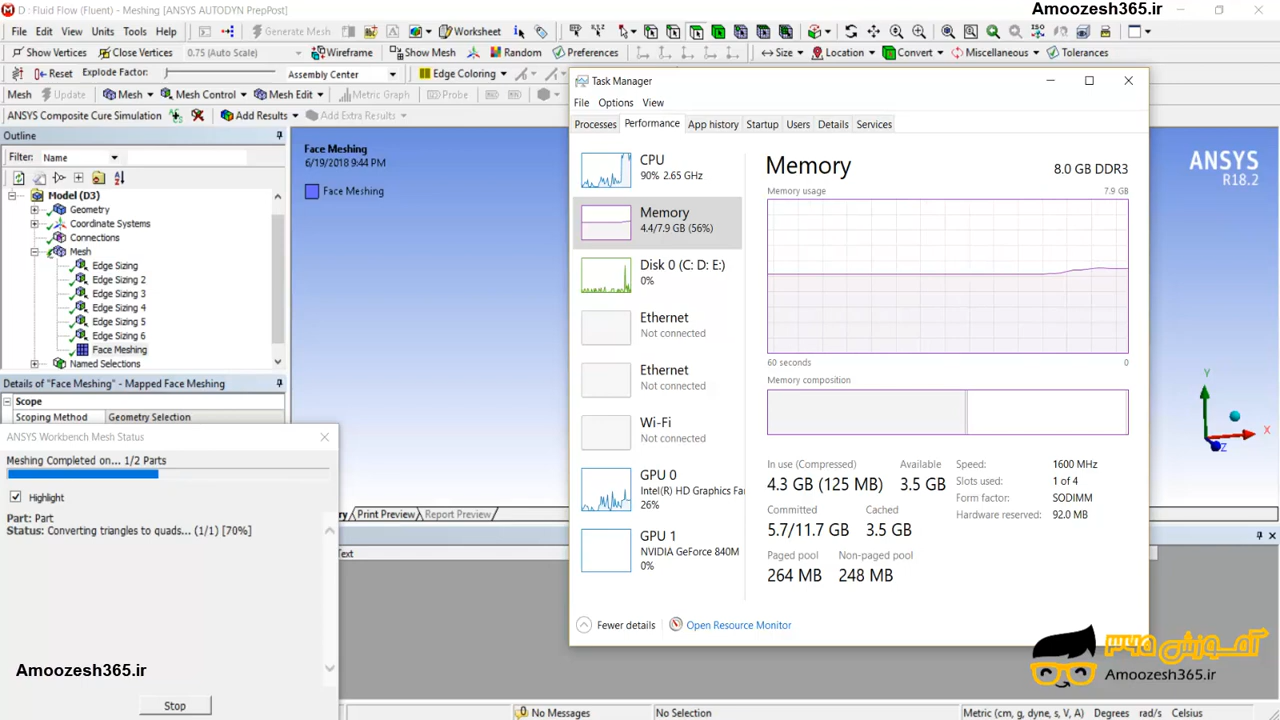 D : Fluid Flow (Fluent) - Meshing [ANSYS AUTODYN PrepPost]
Amoozesh365.ir
File Edit View Units Tools Help Generate Mesh Worksheet
Show Vertices Close Vertices 0.75 (Auto Scale) Wireframe Show Mesh Random Preferences Size Location Convert Miscellaneous Tolerances
Reset Explode Factor: Assembly Center Edge Coloring
Mesh Update Mesh Mesh Control Mesh Edit Metric Graph Probe
ANSYS Composite Cure Simulation Add Results Add Extra Results
Outline
Filter: Name
Model (D3)
Geometry
Coordinate Systems
Connections
Mesh
Edge Sizing
Edge Sizing 2
Edge Sizing 3
Edge Sizing 4
Edge Sizing 5
Edge Sizing 6
Face Meshing
Named Selections
Details of "Face Meshing" - Mapped Face Meshing
Scope
Scoping Method Geometry Selection
Face Meshing
6/19/2018 9:44 PM
Face Meshing
ANSYS
R18.2
Y
X
Z
Print Preview Report Preview
Text
ANSYS Workbench Mesh Status
Meshing Completed on... 1/2 Parts
Highlight
Part: Part
Status: Converting triangles to quads... (1/1) [70%]
Amoozesh365.ir
Stop
Task Manager
File Options View
Processes Performance App history Startup Users Details Services
CPU
90% 2.65 GHz
Memory
4.4/7.9 GB (56%)
Disk 0 (C: D: E:)
0%
Ethernet
Not connected
Ethernet
Not connected
Wi-Fi
Not connected
GPU 0
Intel(R) HD Graphics Far
26%
GPU 1
NVIDIA GeForce 840M
0%
Memory 8.0 GB DDR3
Memory usage 7.9 GB
60 seconds 0
Memory composition
In use (Compressed) Available
4.3 GB (125 MB) 3.5 GB
Committed Cached
5.7/11.7 GB 3.5 GB
Paged pool Non-paged pool
264 MB 248 MB
Speed: 1600 MHz
Slots used: 1 of 4
Form factor: SODIMM
Hardware reserved: 92.0 MB
Fewer details Open Resource Monitor
آموزش ۳۶۵
Amoozesh365.ir
No Messages No Selection Metric (cm, g, dyne, s, V, A) Degrees rad/s Celsius